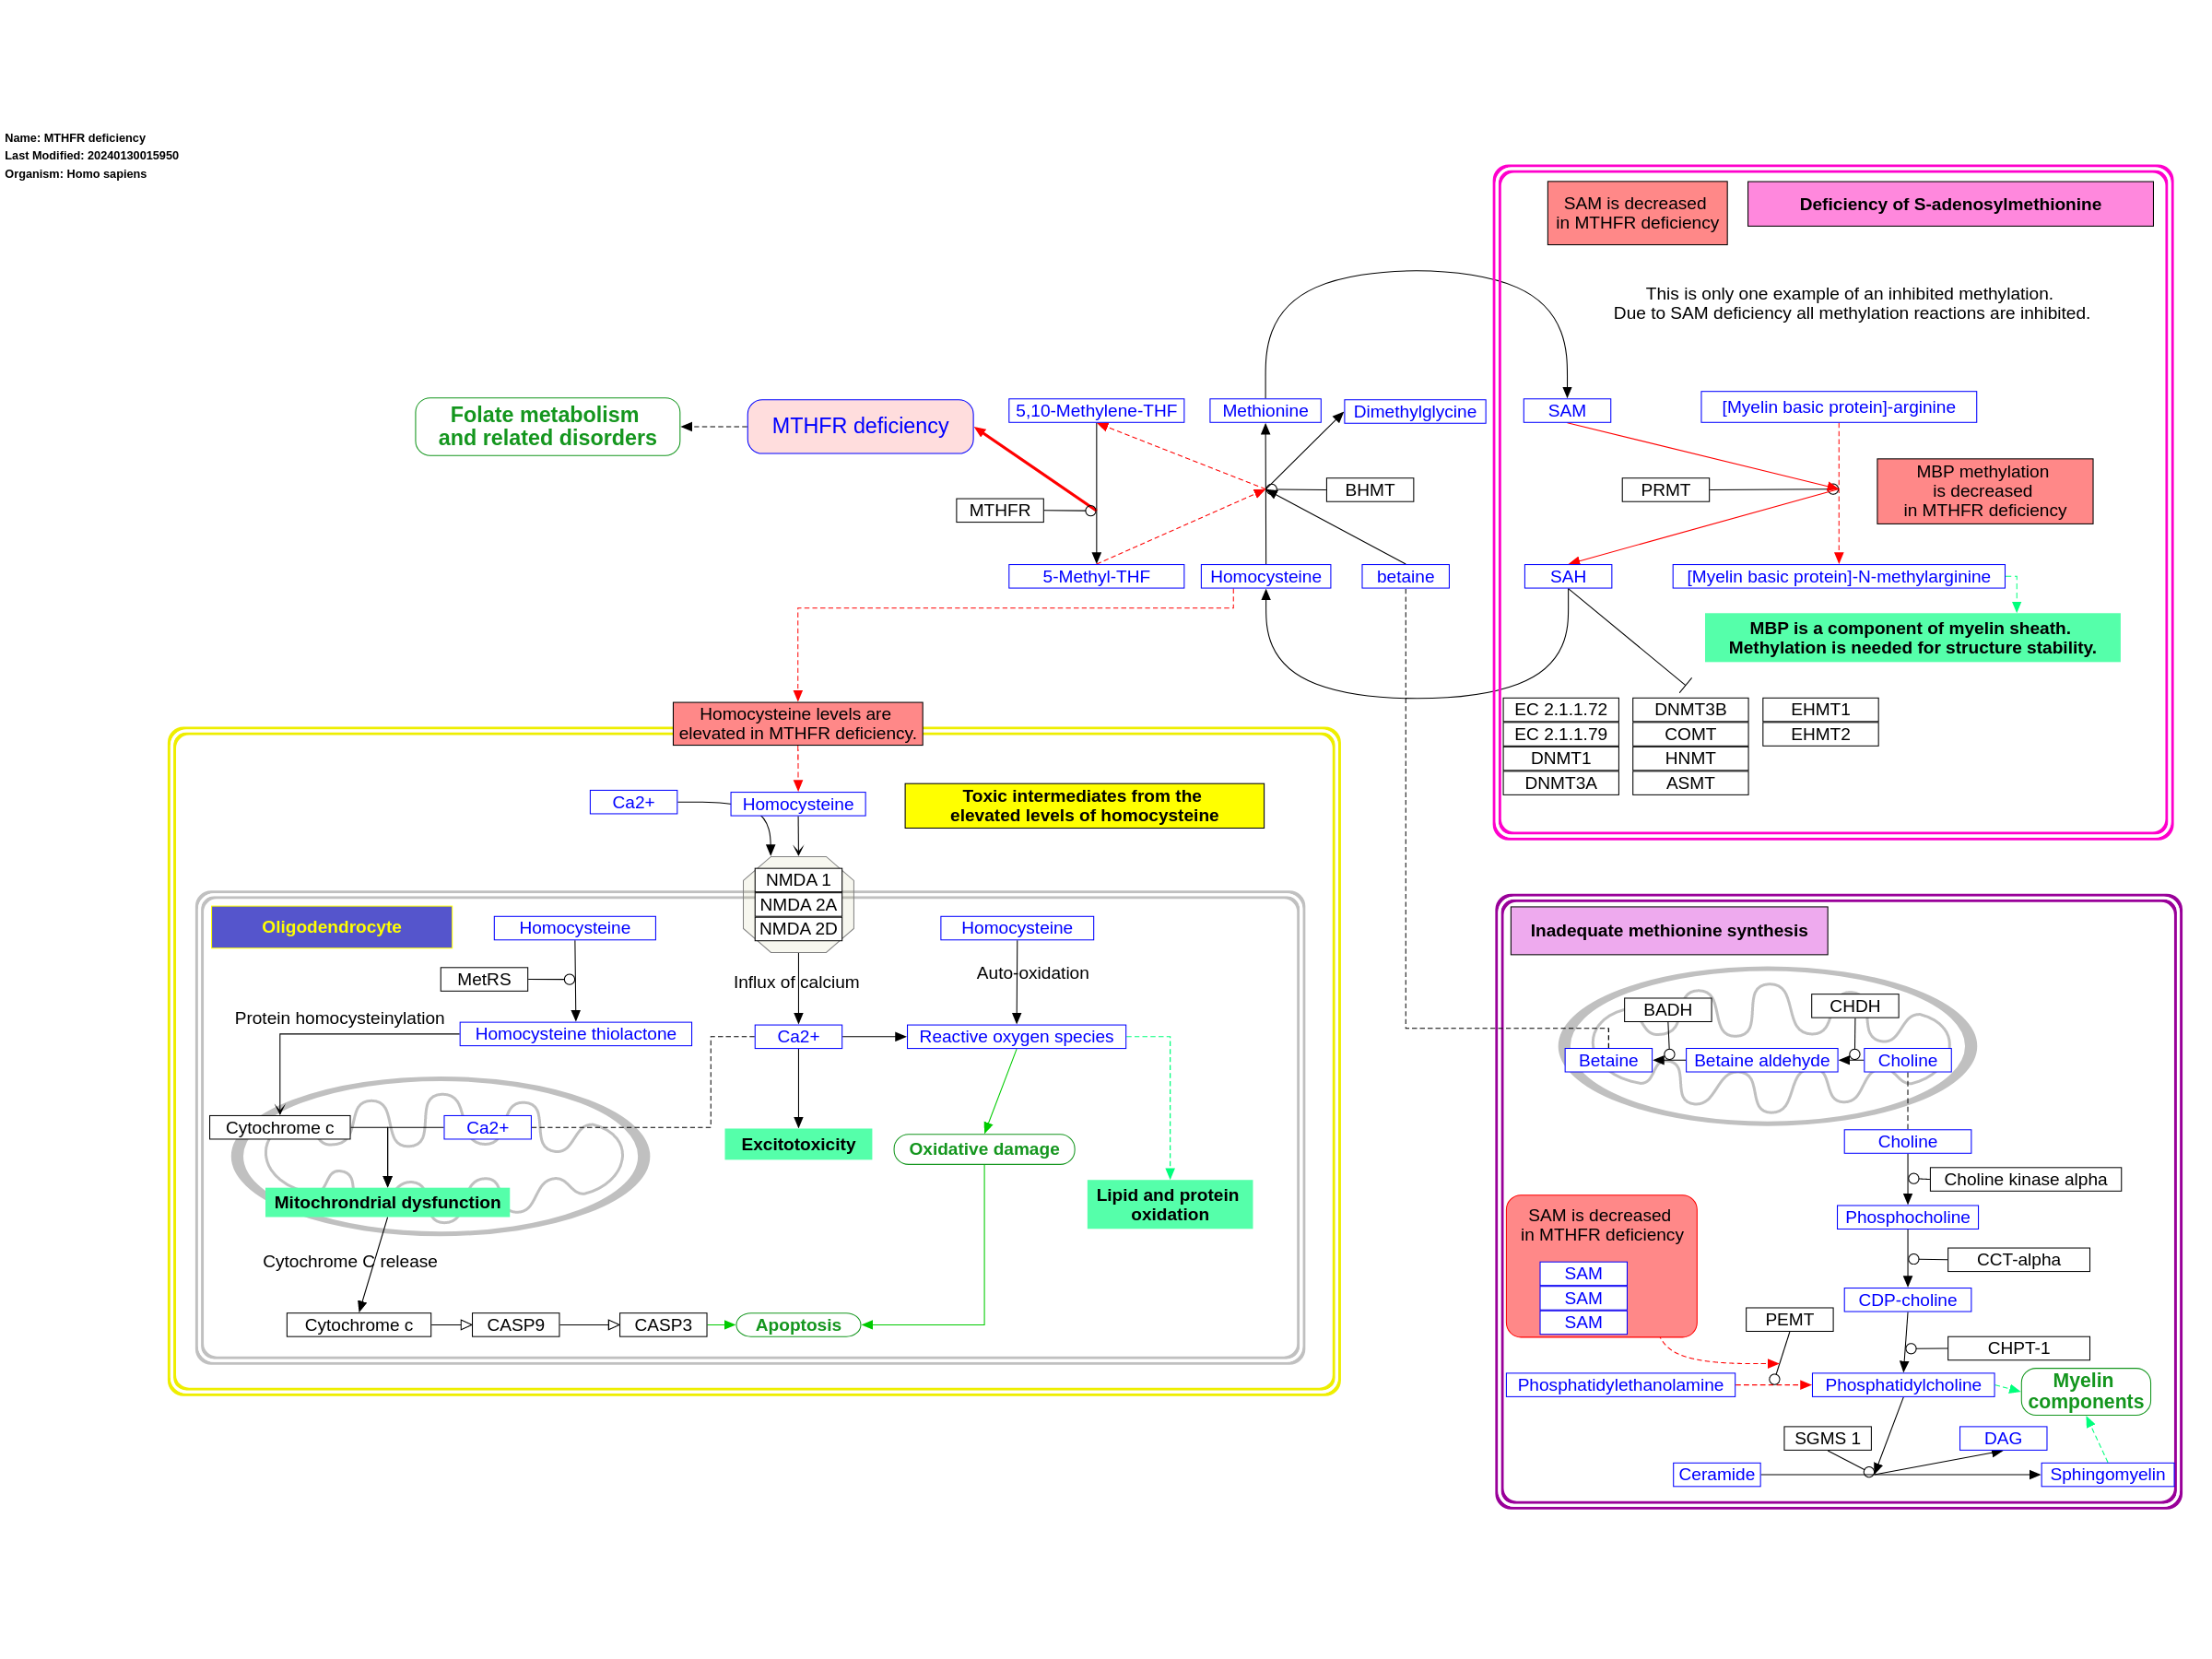 Name: MTHFR deficiency
Last Modified: 20240130015950
Organism: Homo sapiens
SAM is decreased
in MTHFR deficiency
Deficiency of S-adenosylmethionine
This is only one example of an inhibited methylation.
Due to SAM deficiency all methylation reactions are inhibited.
Folate metabolism
and related disorders
MTHFR deficiency
5,10-Methylene-THF
Methionine
Dimethylglycine
SAM
[Myelin basic protein]-arginine
MTHFR
BHMT
PRMT
MBP methylation
is decreased
in MTHFR deficiency
5-Methyl-THF
Homocysteine
betaine
SAH
[Myelin basic protein]-N-methylarginine
MBP is a component of myelin sheath.
Methylation is needed for structure stability.
EC 2.1.1.72
EC 2.1.1.79
DNMT1
DNMT3A
DNMT3B
COMT
HNMT
ASMT
EHMT1
EHMT2
Homocysteine levels are
elevated in MTHFR deficiency.
Ca2+
Homocysteine
Toxic intermediates from the
elevated levels of homocysteine
NMDA 1
NMDA 2A
NMDA 2D
Oligodendrocyte
Homocysteine
Homocysteine
MetRS
Influx of calcium
Auto-oxidation
Protein homocysteinylation
Homocysteine thiolactone
Ca2+
Reactive oxygen species
Cytochrome c
Ca2+
Excitotoxicity
Oxidative damage
Mitochrondrial dysfunction
Lipid and protein
oxidation
Cytochrome C release
Cytochrome c
CASP9
CASP3
Apoptosis
Inadequate methionine synthesis
BADH
CHDH
Betaine
Betaine aldehyde
Choline
Choline
Choline kinase alpha
Phosphocholine
SAM is decreased
in MTHFR deficiency
SAM
SAM
SAM
CCT-alpha
CDP-choline
PEMT
CHPT-1
Phosphatidylethanolamine
Phosphatidylcholine
Myelin
components
SGMS 1
DAG
Ceramide
Sphingomyelin